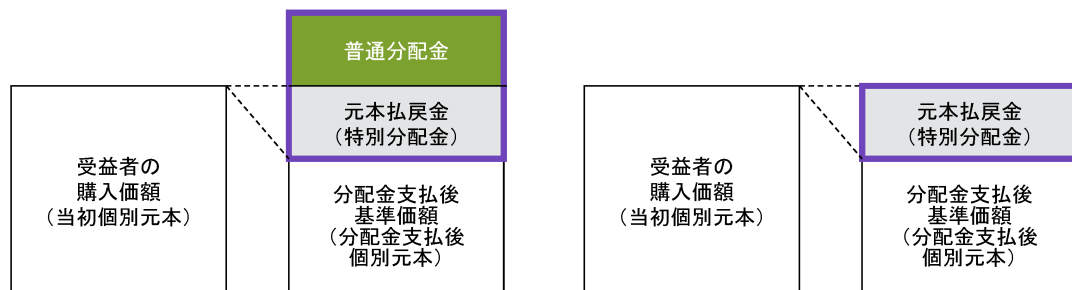 普通分配金
元本払戻金
（特別分配金）
受益者の
購入価額
（当初個別元本）
分配金支払後
基準価額
（分配金支払後
個別元本）
元本払戻金
（特別分配金）
受益者の
購入価額
（当初個別元本）
分配金支払後
基準価額
（分配金支払後
個別元本）